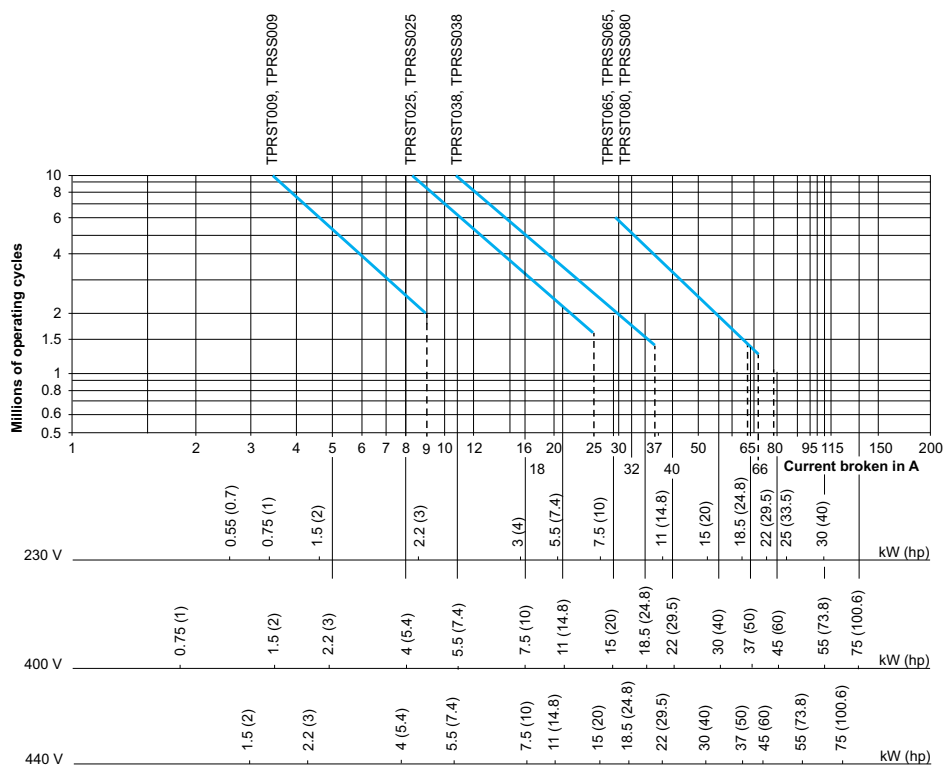 TPRST009, TPRSS009
TPRST025, TPRSS025
TPRST038, TPRSS038
TPRST065, TPRSS065,
TPRST080, TPRSS080
Millions of operating cycles
10
8
6
4
2
1.5
1
0.8
0.6
0.5
1 2 3 4 5 6 7 8 9 10 12 16 20 25 30 37 50 65 80 95 115 150 200
18 32 40 66 Current broken in A
0.55 (0.7) 0.75 (1) 1.5 (2) 2.2 (3) 3 (4) 5.5 (7.4) 7.5 (10) 11 (14.8) 15 (20) 18.5 (24.8) 22 (29.5) 25 (33.5) 30 (40)
230 V kW (hp)
0.75 (1) 1.5 (2) 2.2 (3) 4 (5.4) 5.5 (7.4) 7.5 (10) 11 (14.8) 15 (20) 18.5 (24.8) 22 (29.5) 30 (40) 37 (50) 45 (60) 55 (73.8) 75 (100.6)
400 V kW (hp)
1.5 (2) 2.2 (3) 4 (5.4) 5.5 (7.4) 7.5 (10) 11 (14.8) 15 (20) 18.5 (24.8) 22 (29.5) 30 (40) 37 (50) 45 (60) 55 (73.8) 75 (100.6)
440 V kW (hp)